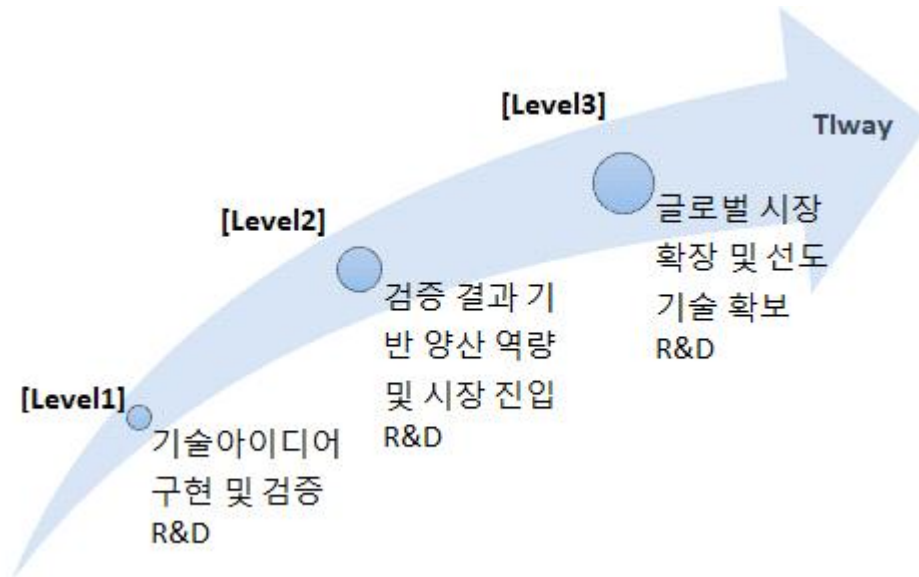 [Level1]
기술아이디어
구현 및 검증
R&D
[Level2]
검증 결과 기
반 양산 역량
및 시장 진입
R&D
[Level3]
글로벌 시장
확장 및 선도
기술 확보
R&D
Tlway